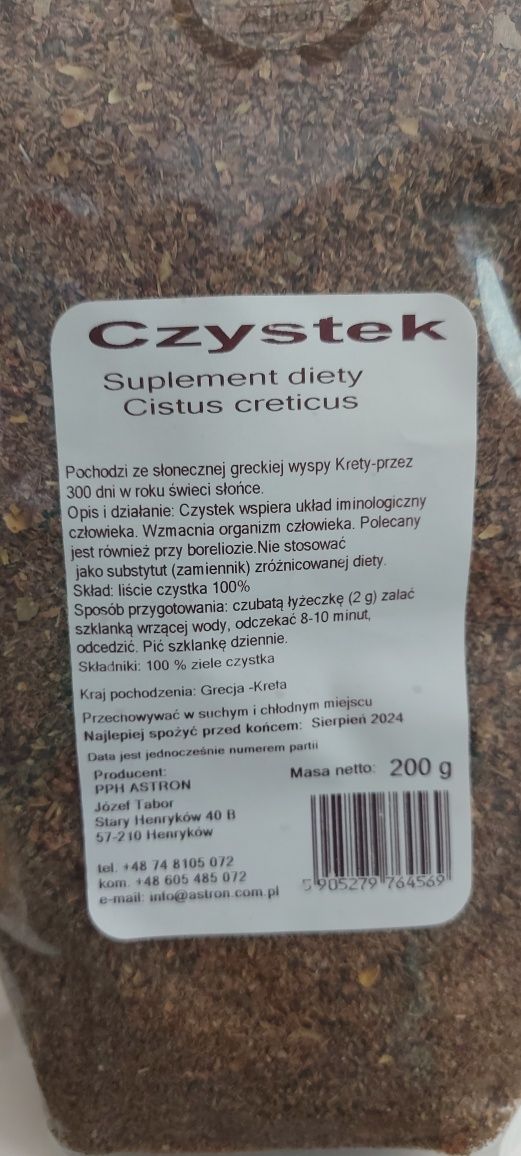 Astron
Czystek
Suplement diety
Cistus creticus
Pochodzi ze słonecznej greckiej wyspy Krety-przez
300 dni w roku świeci słońce.
Opis i działanie: Czystek wspiera układ iminologiczny
człowieka. Wzmacnia organizm człowieka. Polecany
jest również przy boreliozie.Nie stosować
jako substytut (zamiennik) zróżnicowanej diety.
Skład: liście czystka 100%
Sposób przygotowania: czubatą łyżeczkę (2 g) zalać
szklanką wrzącej wody, odczekać 8-10 minut,
odcedzić. Pić szklankę dziennie.
Składniki: 100 % ziele czystka
Kraj pochodzenia: Grecja -Kreta
Przechowywać w suchym i chłodnym miejscu
Najlepiej spożyć przed końcem: Sierpień 2024
Data jest jednocześnie numerem partii
Producent:
PPH ASTRON
Józef Tabor
Stary Henryków 40 B
57-210 Henryków
tel. +48 74 8105 072
kom. +48 605 485 072
e-mail: info@astron.com.pl
Masa netto: 200 g
5 905279 764569